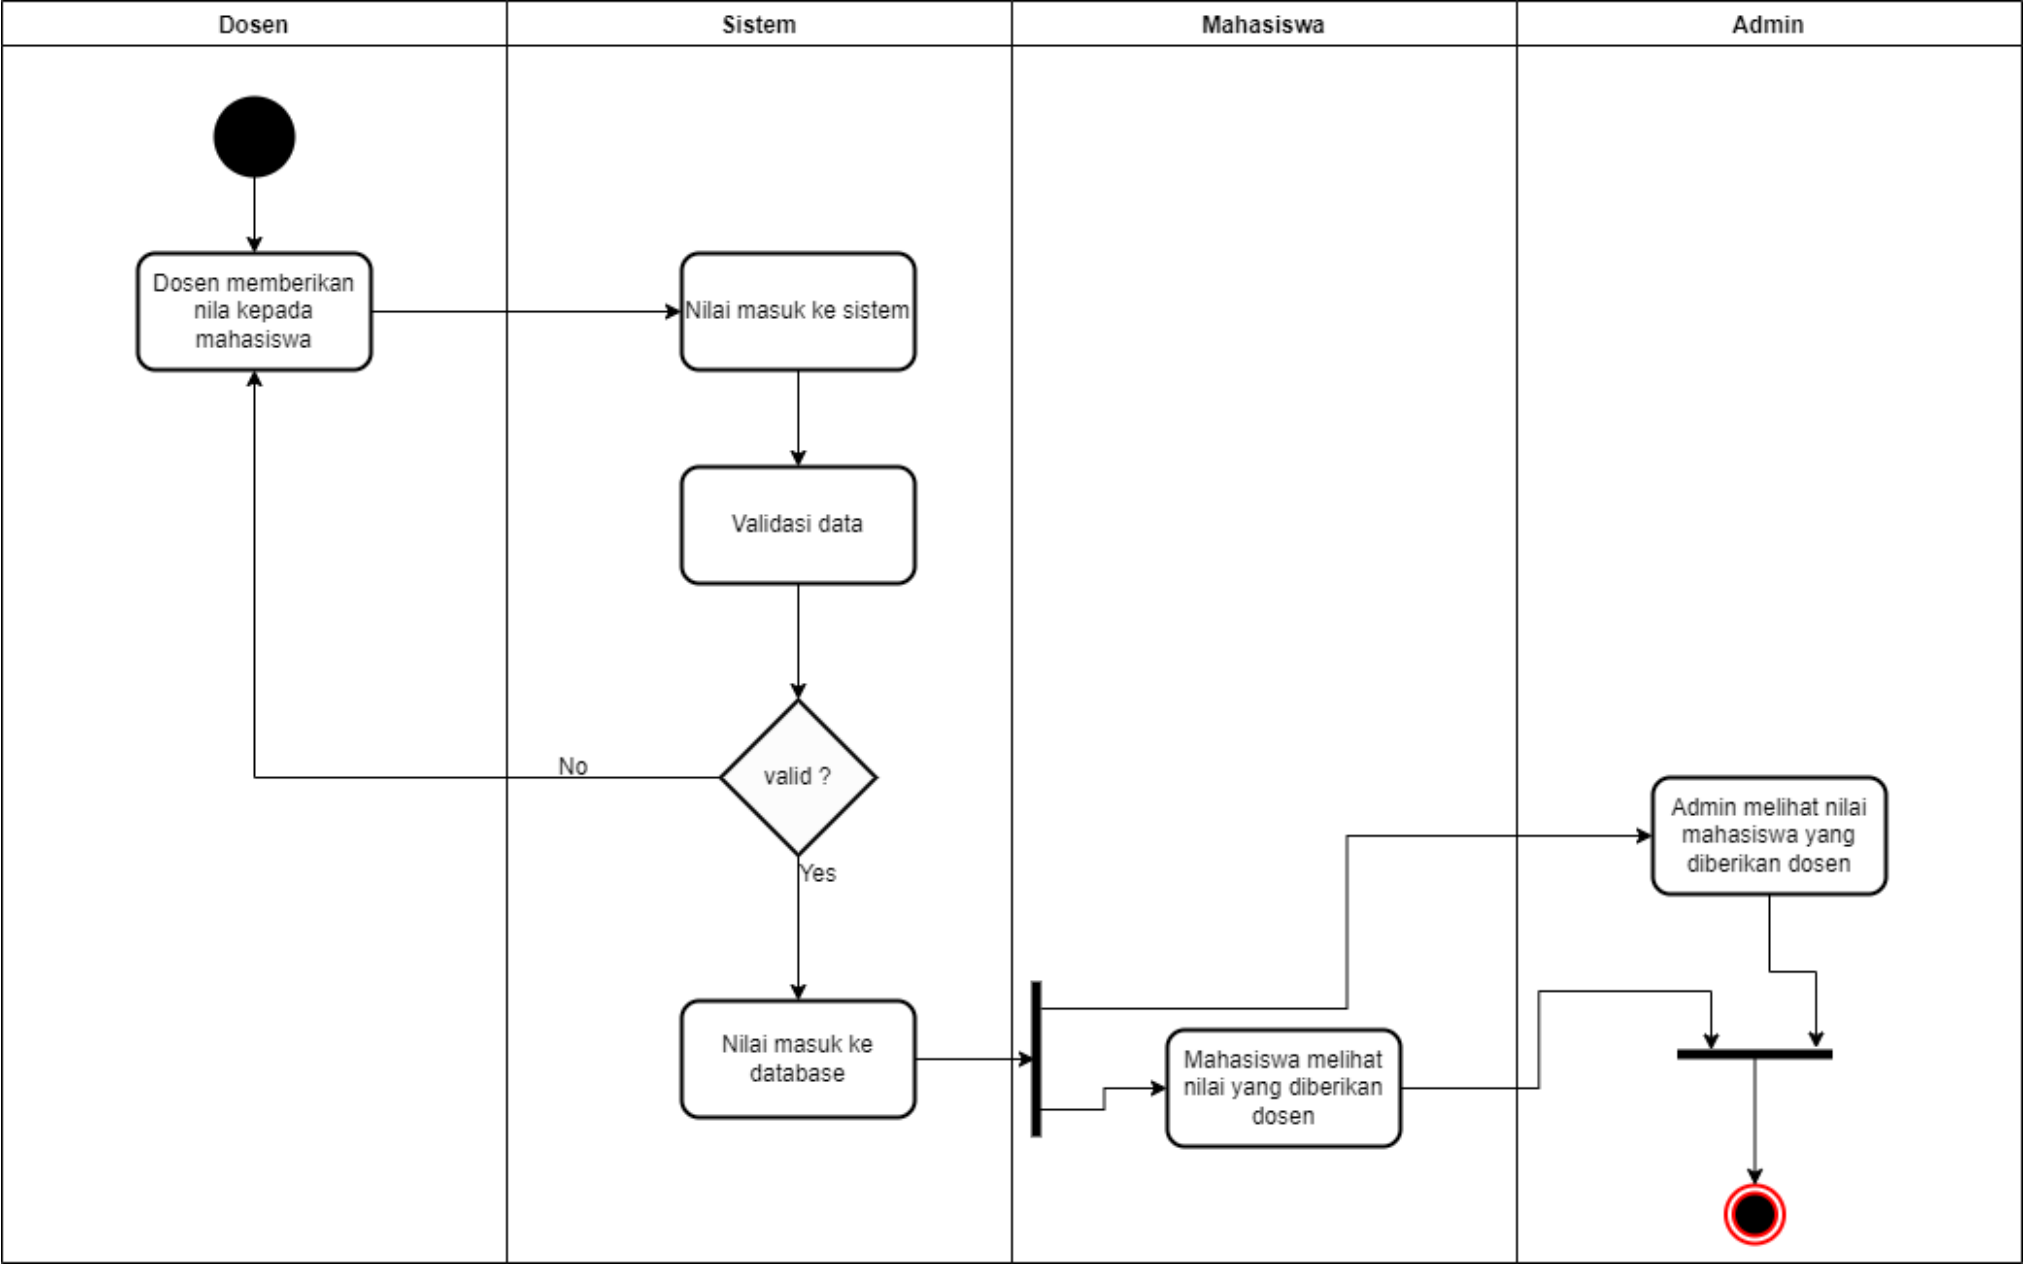 Dosen
Sistem
Mahasiswa
Admin
Dosen memberikan
nila kepada
mahasiswa
Nilai masuk ke sistem
Validasi data
valid ?
No
Yes
Nilai masuk ke
database
Mahasiswa melihat
nilai yang diberikan
dosen
Admin melihat nilai
mahasiswa yang
diberikan dosen